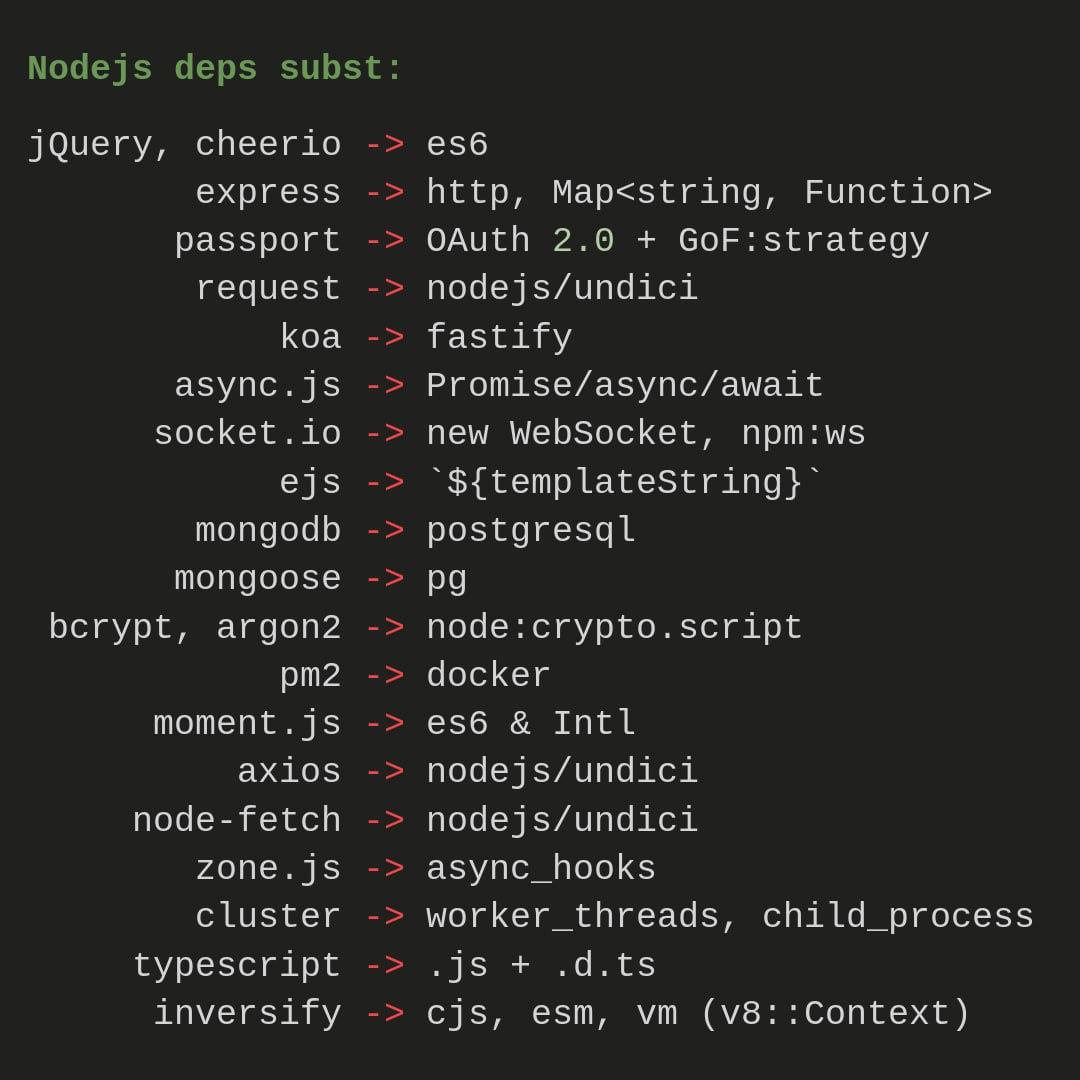 Nodejs deps subst:
jQuery, cheerio -> es6
express -> http, Map<string, Function>
passport -> OAuth 2.0 + GoF:strategy
request -> nodejs/undici
koa -> fastify
async.js -> Promise/async/await
socket.io -> new WebSocket, npm:ws
ejs -> `${templateString}`
mongodb -> postgresql
mongoose -> pg
bcrypt, argon2 -> node:crypto.script
pm2 -> docker
moment.js -> es6 & Intl
axios -> nodejs/undici
node-fetch -> nodejs/undici
zone.js -> async_hooks
cluster -> worker_threads, child_process
typescript -> .js + .d.ts
inversify -> cjs, esm, vm (v8::Context)